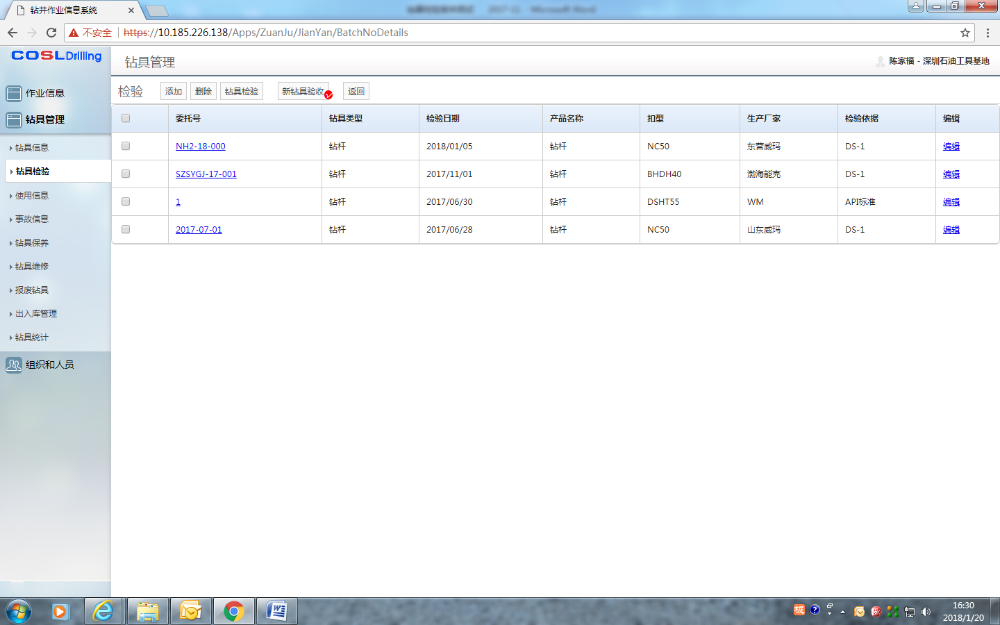 钻井作业信息系统
不安全 https://10.185.226.138/Apps/ZuanJu/JianYan/BatchNoDetails
COSL Drilling
钻具管理
陈家福 - 深圳石油工具基地
作业信息
钻具管理
钻具信息
钻具检验
使用信息
事故信息
钻具保养
钻具维修
报废钻具
出入库管理
钻具统计
组织和人员
检验 添加 删除 钻具检验 新钻具验收 返回
委托号 钻具类型 检验日期 产品名称 扣型 生产厂家 检验依据 编辑
NH2-18-000 钻杆 2018/01/05 钻杆 NC50 东营威玛 DS-1 编辑
SZSYGJ-17-001 钻杆 2017/11/01 钻杆 BHDH40 渤海能克 DS-1 编辑
1 钻杆 2017/06/30 钻杆 DSHT55 WM API标准 编辑
2017-07-01 钻杆 2017/06/28 钻杆 NC50 山东威玛 DS-1 编辑
极
16:30
2018/1/20